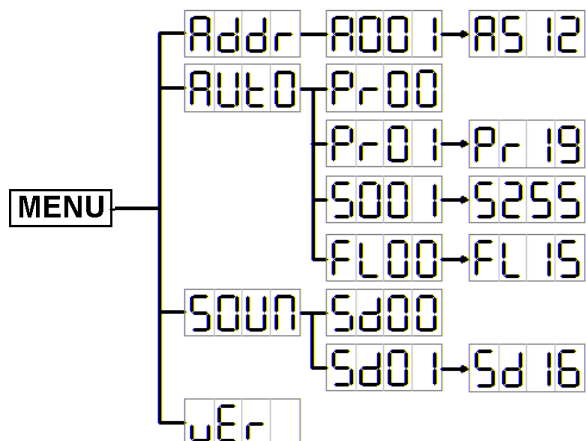 Addr A001 A512
AUtO Pr00
Pr01 Pr19
S001 S255
MENU
FL00 FL15
SOUN Sd00
Sd01 Sd16
vEr